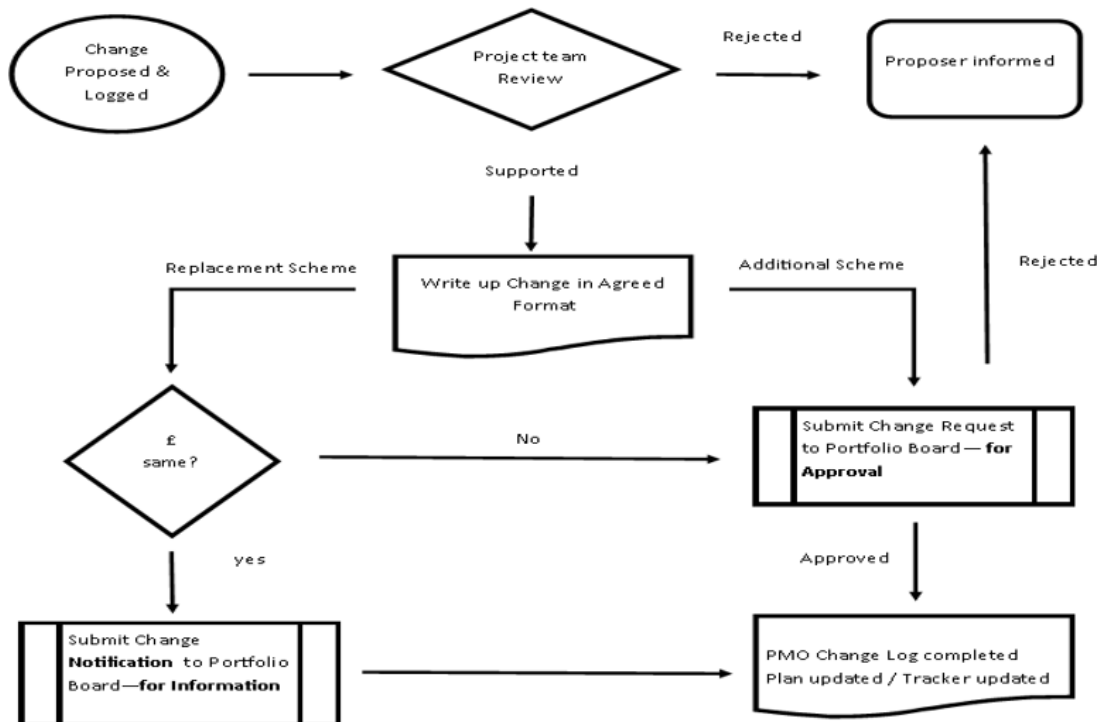 Change
Proposed &
Logged
Project team
Review
Rejected
Proposer informed
Supported
Replacement Scheme
Write up Change in Agreed
Format
Additional Scheme
Rejected
£
same?
No
Submit Change Request
to Portfolio Board— for
Approval
yes
Approved
Submit Change
Notification to Portfolio
Board—for Information
PMO Change Log completed
Plan updated / Tracker updated